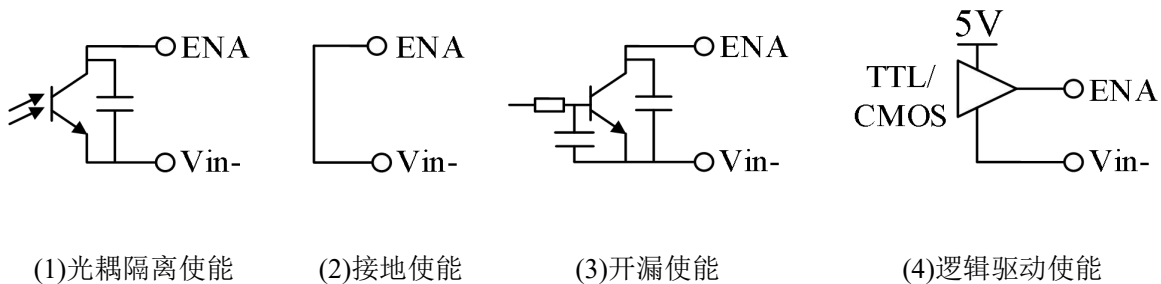 ENA
Vin-
(1)光耦隔离使能
ENA
Vin-
(2)接地使能
ENA
Vin-
(3)开漏使能
5V
TTL/
CMOS
ENA
Vin-
(4)逻辑驱动使能